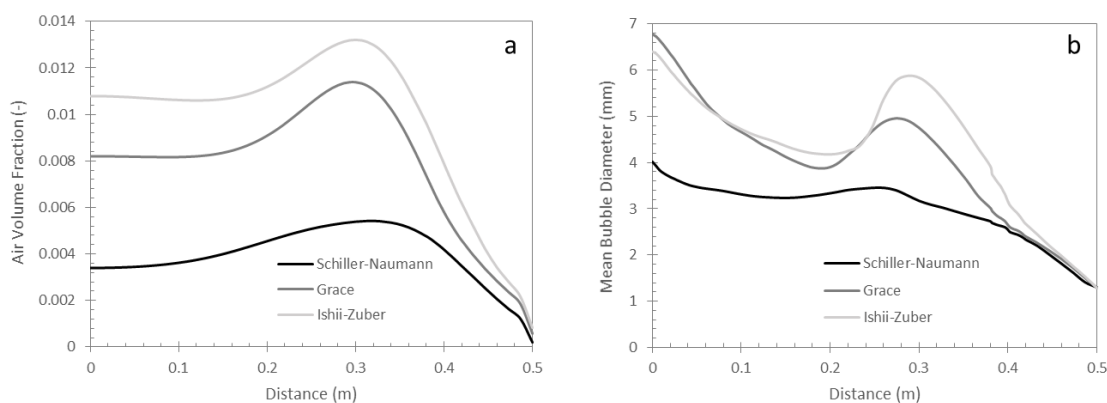 a
Air Volume Fraction (-)
0.014
0.012
0.01
0.008
0.006
0.004
0.002
0
Schiller-Naumann
Grace
Ishii-Zuber
0 0.1 0.2 0.3 0.4 0.5
Distance (m)
b
Mean Bubble Diameter (mm)
7
6
5
4
3
2
1
0
Schiller-Naumann
Grace
Ishii-Zuber
0 0.1 0.2 0.3 0.4 0.5
Distance (m)